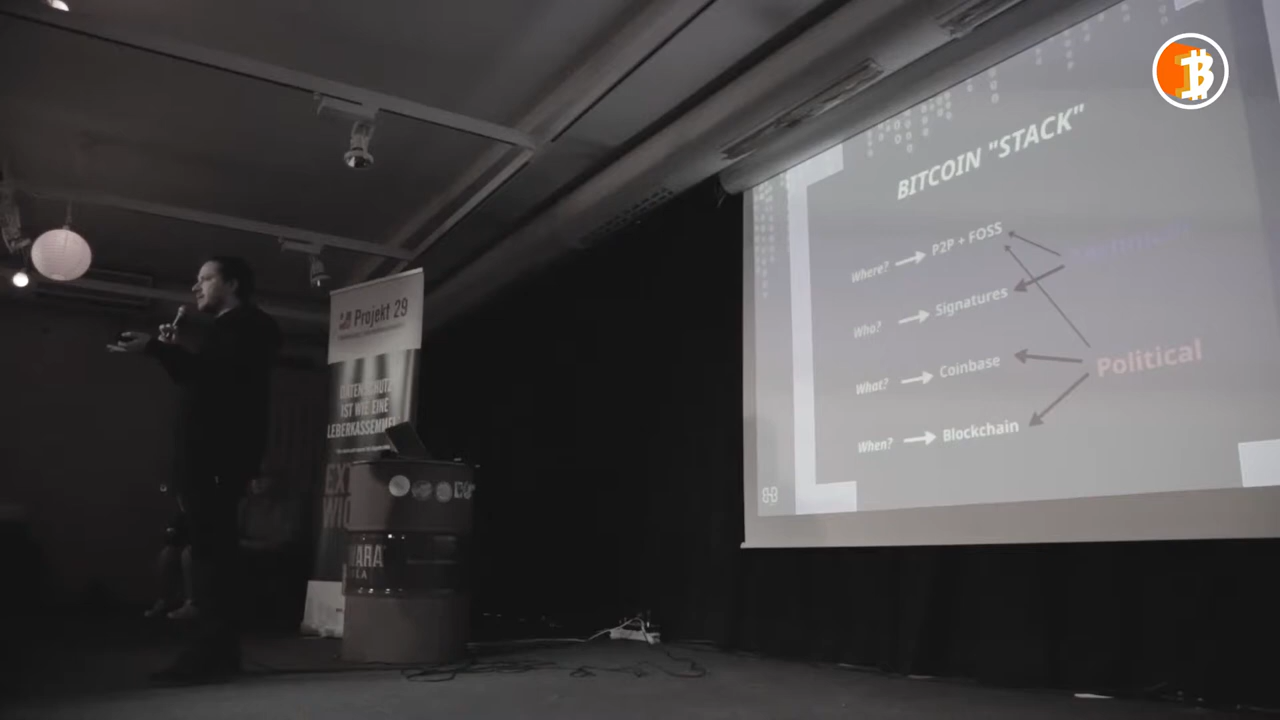 BITCOIN "STACK"
Where?
P2P + FOSS
Who?
Signatures
What?
Coinbase
When?
Blockchain
Technical
Political
Projekt 29
DATENSCHUTZ
IST WIE EINE
LEBERKASSEMMEL